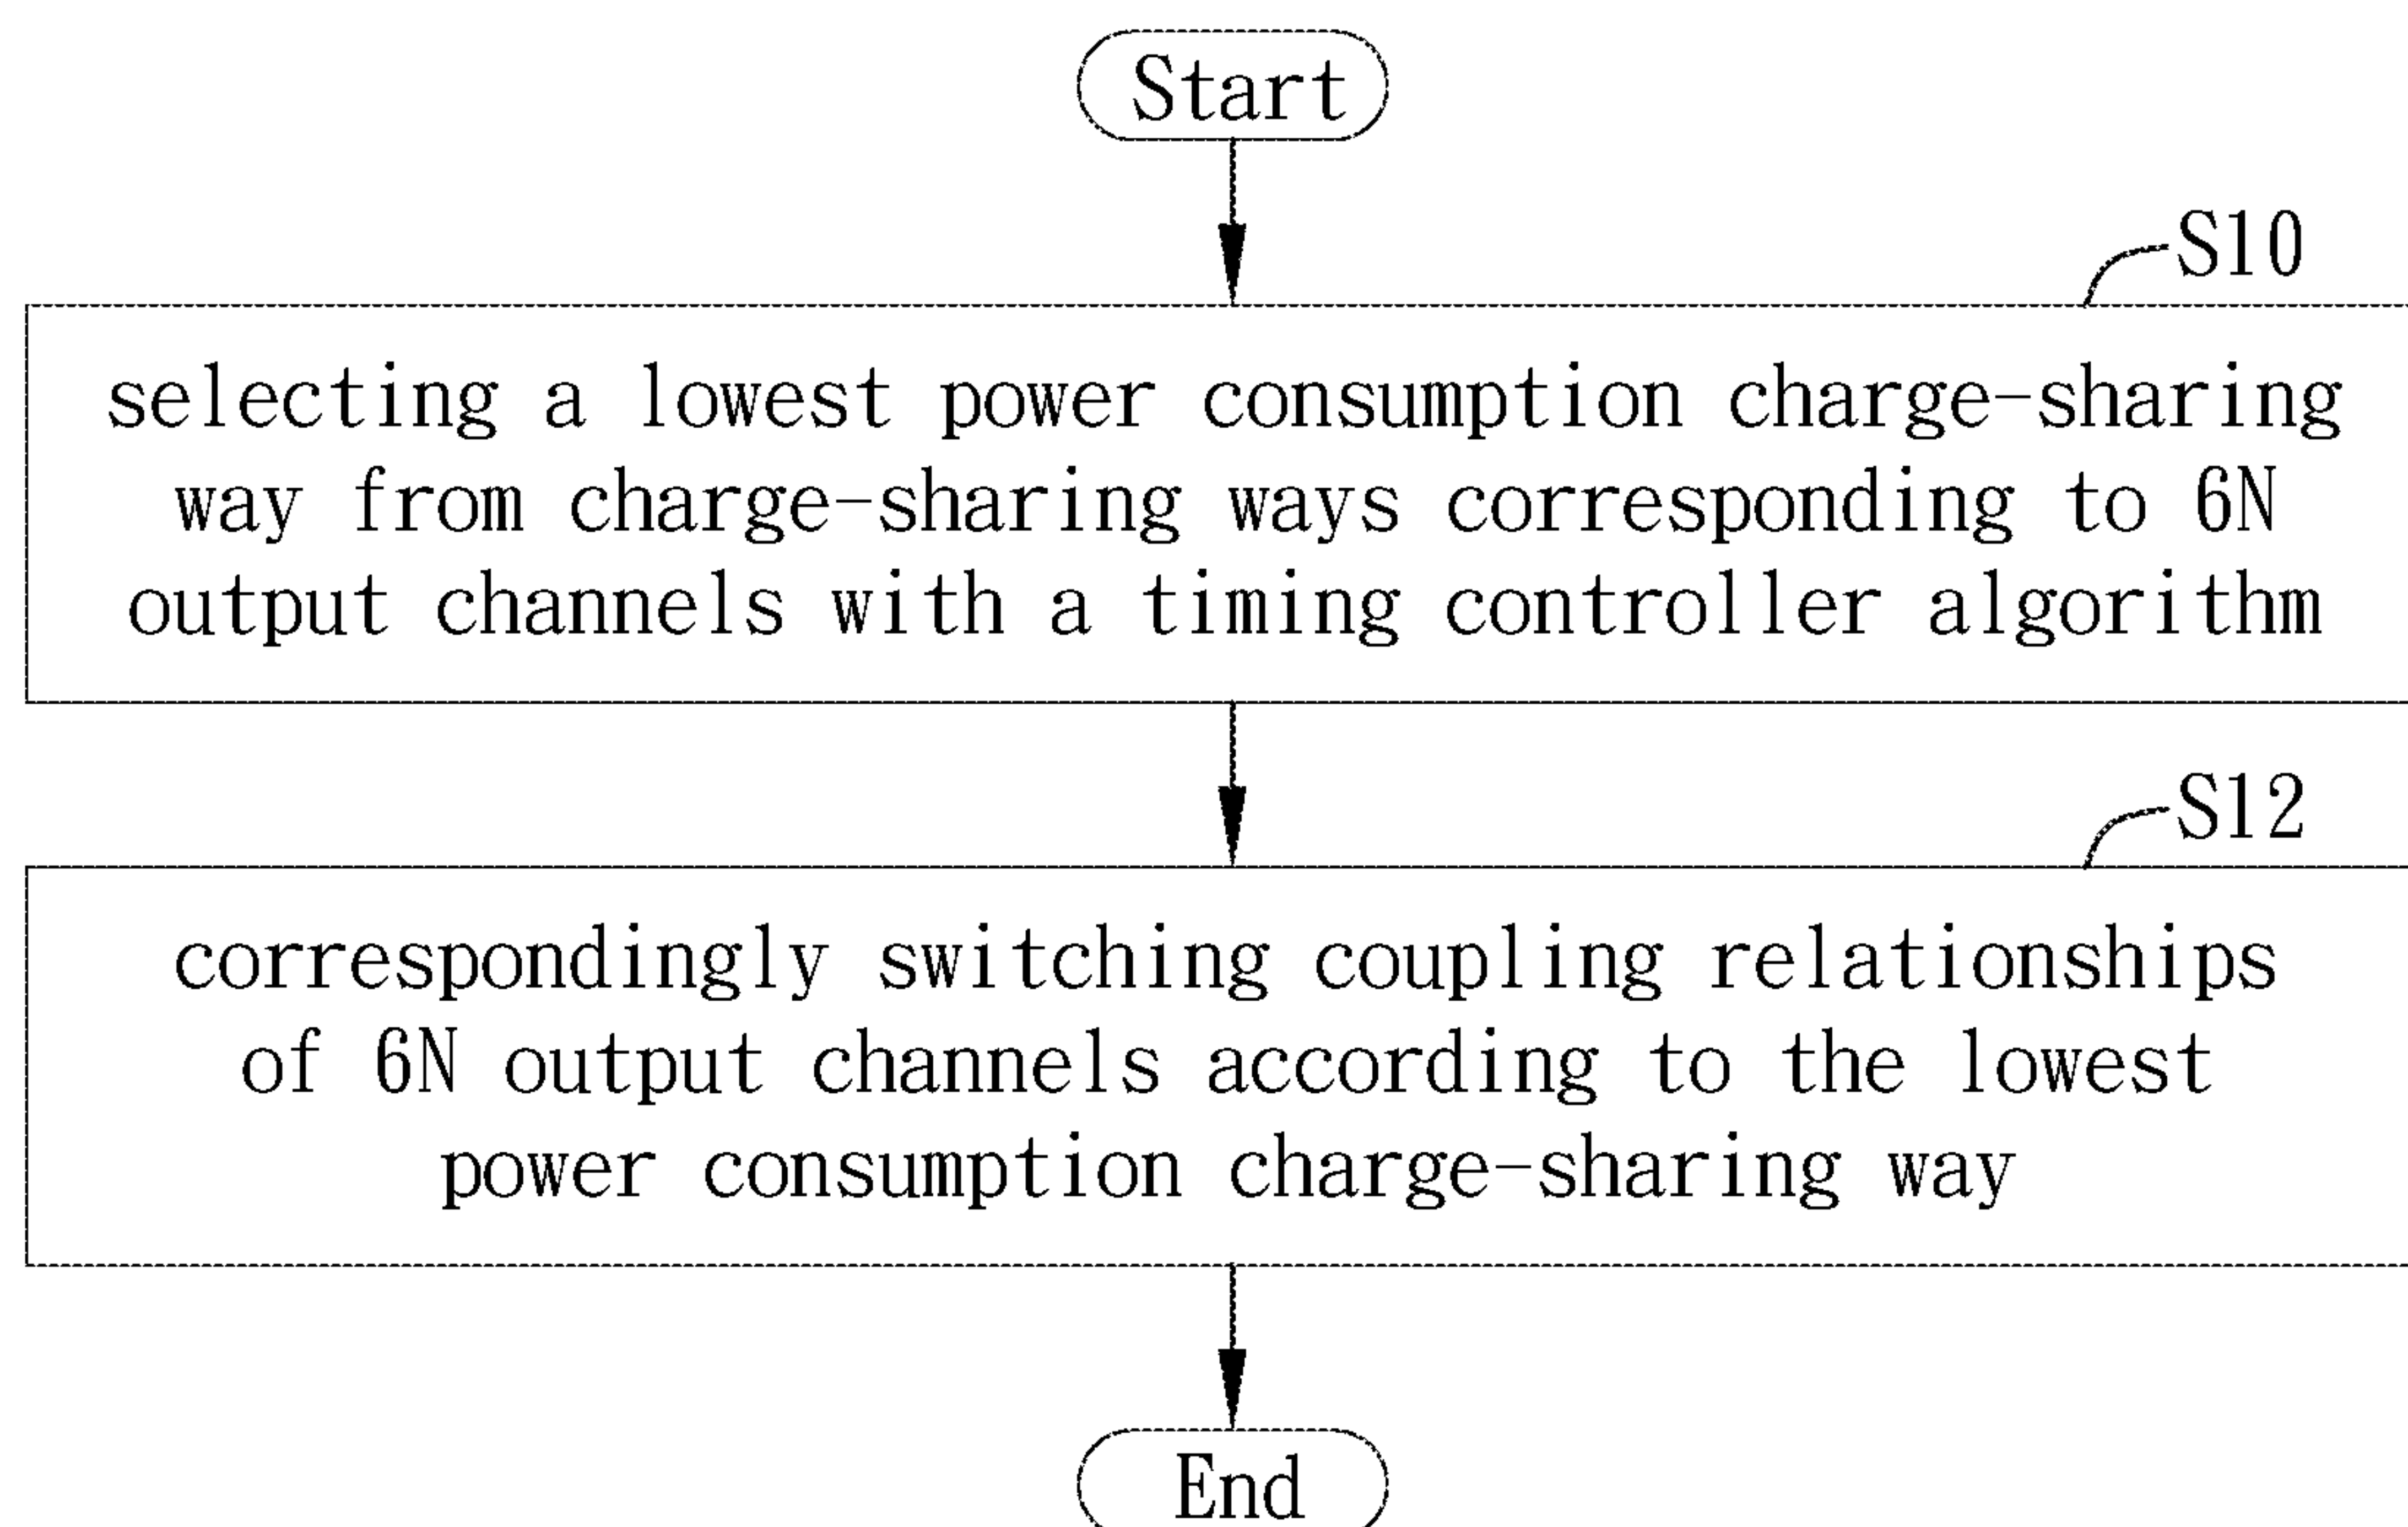 Start
S10
selecting a lowest power consumption charge-sharing
way from charge-sharing ways corresponding to 6N
output channels with a timing controller algorithm
S12
correspondingly switching coupling relationships
of 6N output channels according to the lowest
power consumption charge-sharing way
End